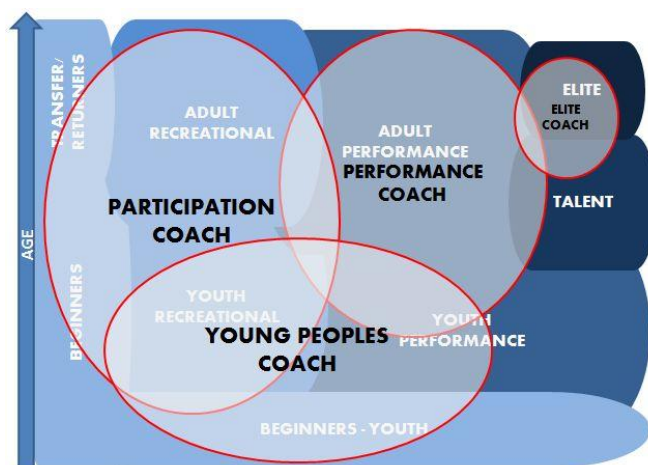 AGE
TRANSFER/
RETURNERS
BEGINNERS
ADULT
RECREATIONAL
PARTICIPATION
COACH
ADULT
PERFORMANCE
PERFORMANCE
COACH
ELITE
ELITE
COACH
TALENT
YOUTH
RECREATIONAL
YOUNG PEOPLES
COACH
YOUTH
PERFORMANCE
BEGINNERS - YOUTH